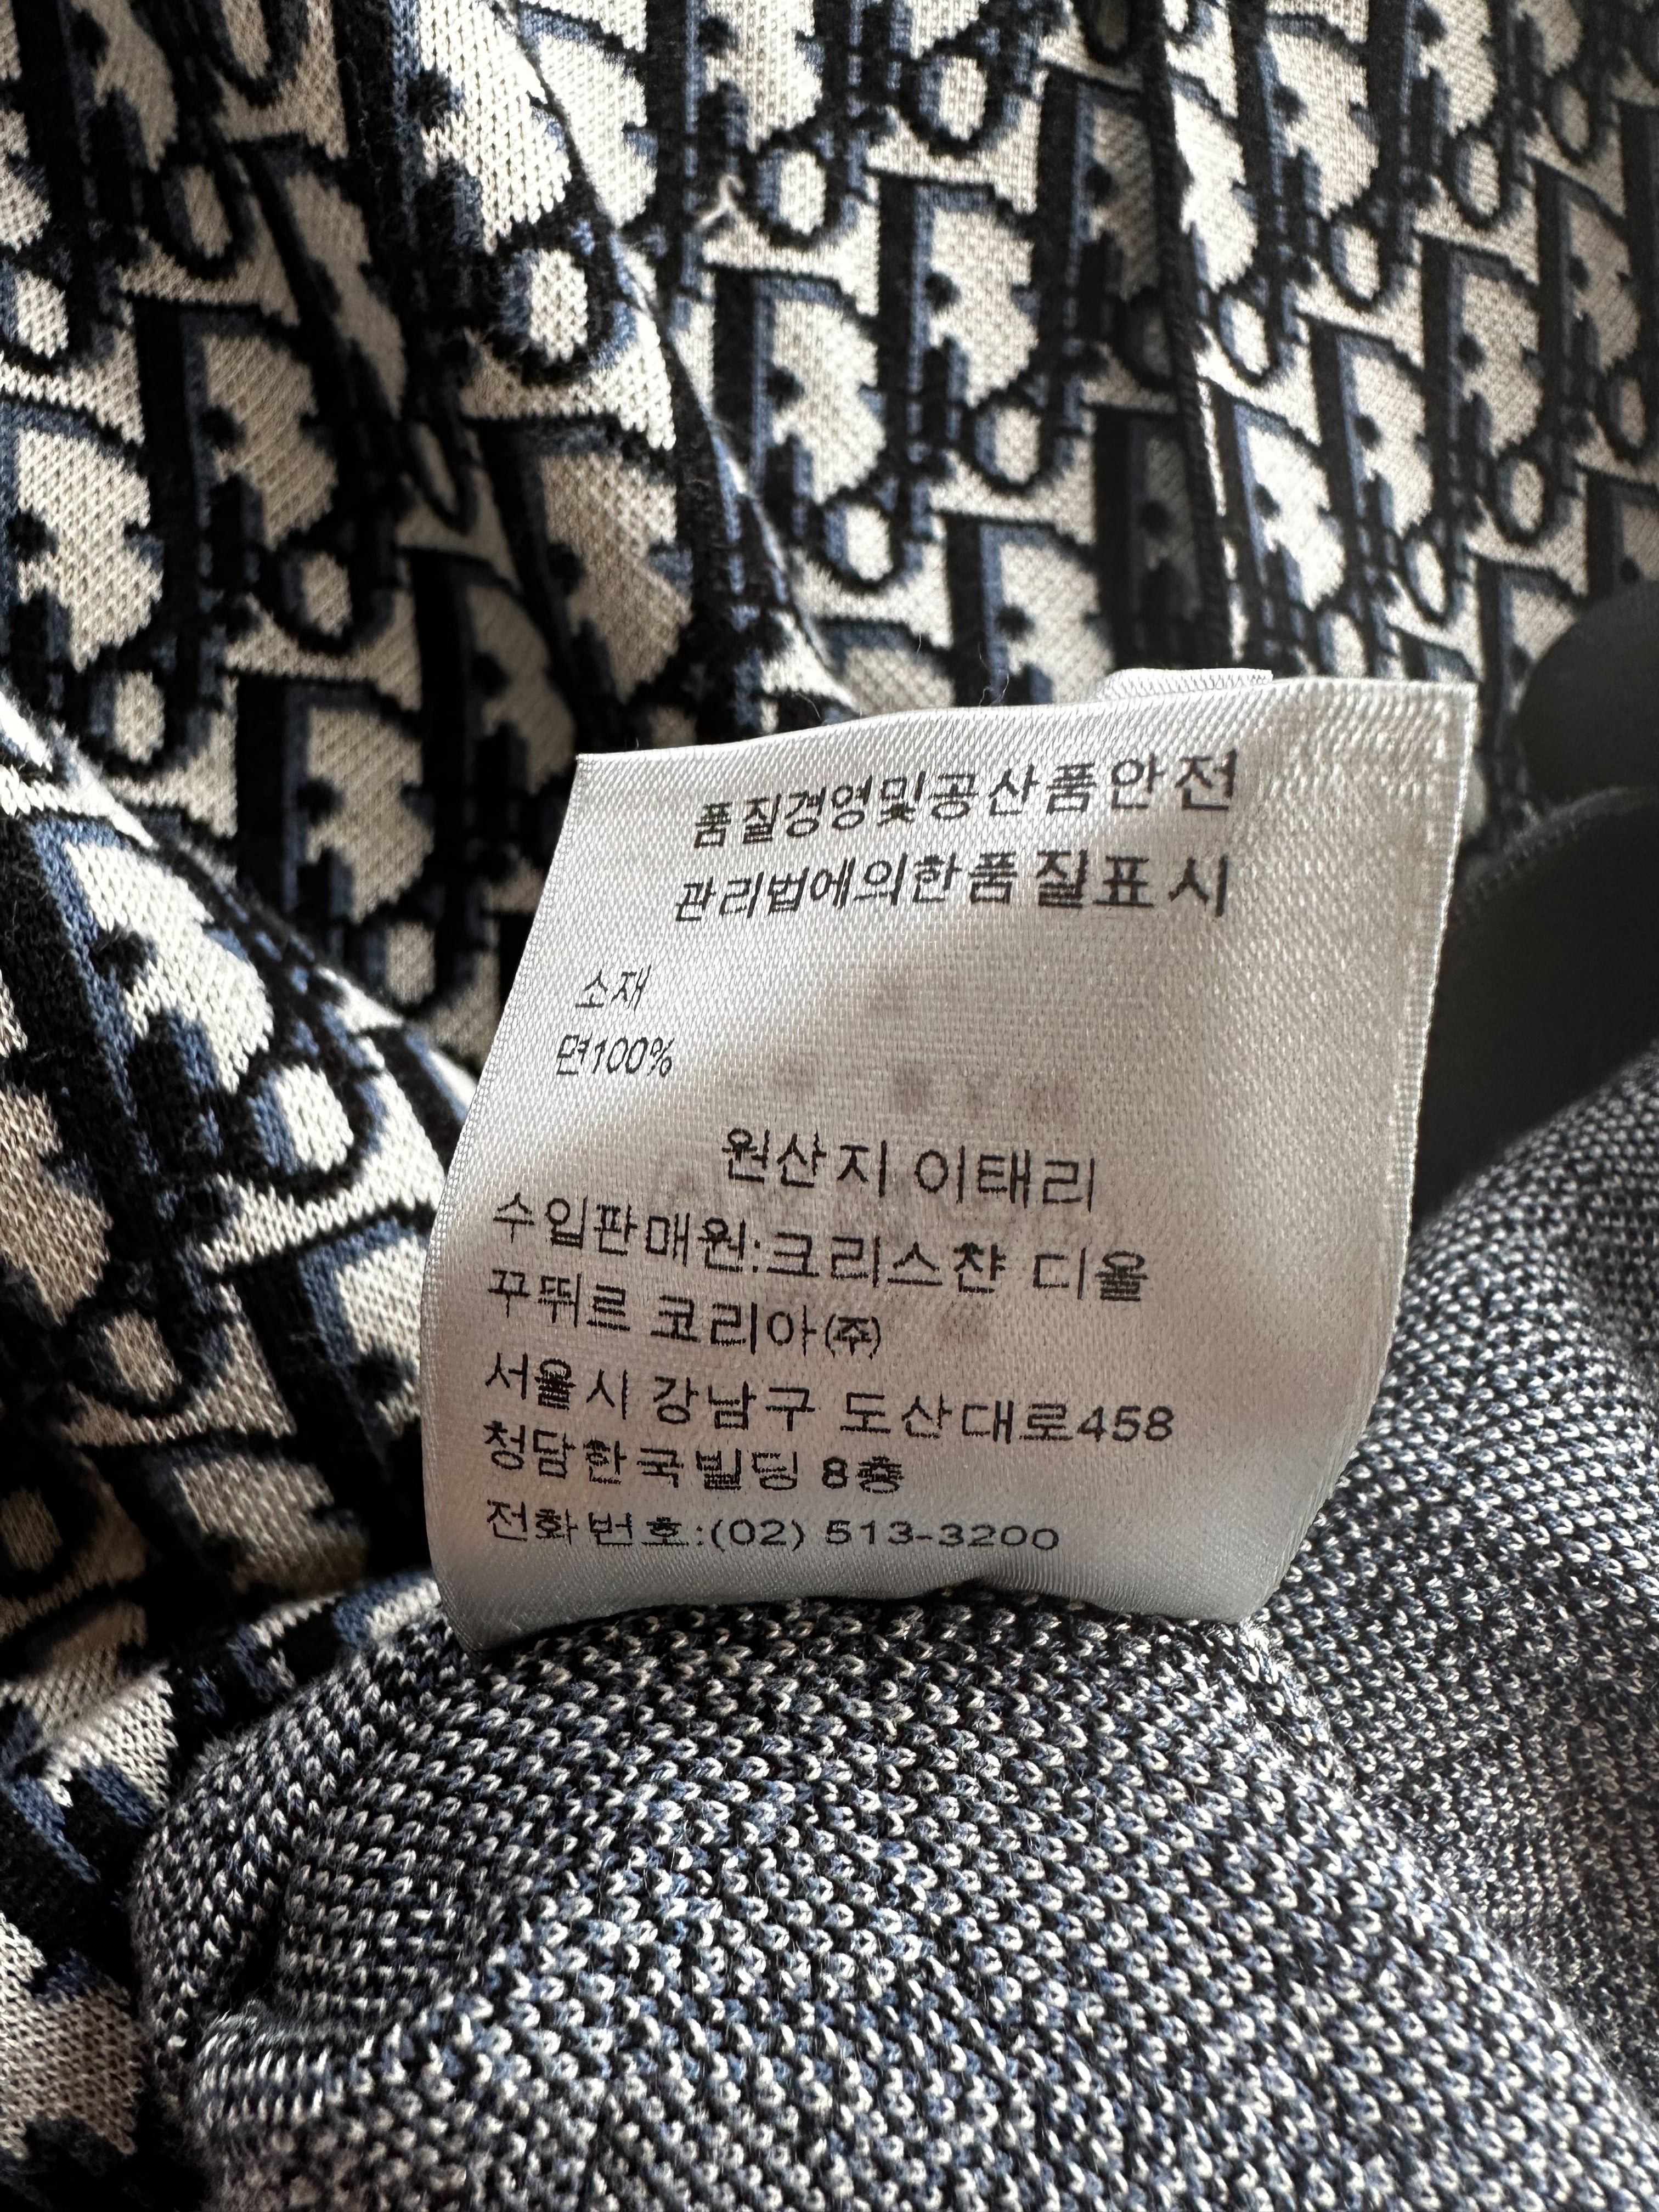 품질경영및공산품안전
관리법에의한품질표시
소재
면100%
원산지 이태리
수입판매원:크리스챤 디올
꾸뛰르 코리아(주)
서울시 강남구 도산대로458
청담한국빌딩 8층
전화번호:(02) 513-3200